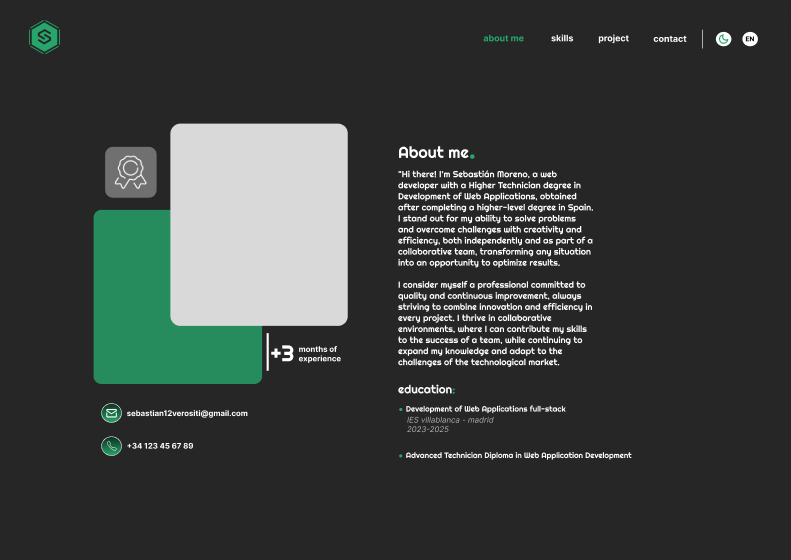 about me
skills
project
contact
EN
About me.
"Hi there! I'm Sebastián Moreno, a web
developer with a Higher Technician degree in
Development of Web Applications, obtained
after completing a higher-level degree in Spain.
I stand out for my ability to solve problems
and overcome challenges with creativity and
efficiency, both independently and as part of a
collaborative team, transforming any situation
into an opportunity to optimize results.
I consider myself a professional committed to
quality and continuous improvement, always
striving to combine innovation and efficiency in
every project. I thrive in collaborative
environments, where I can contribute my skills
to the success of a team, while continuing to
expand my knowledge and adapt to the
challenges of the technological market.
+3
months of
experience
sebastian12verositi@gmail.com
+34 123 45 67 89
education:
Development of Web Applications full-stack
IES villablanca - madrid
2023-2025
Advanced Technician Diploma in Web Application Development